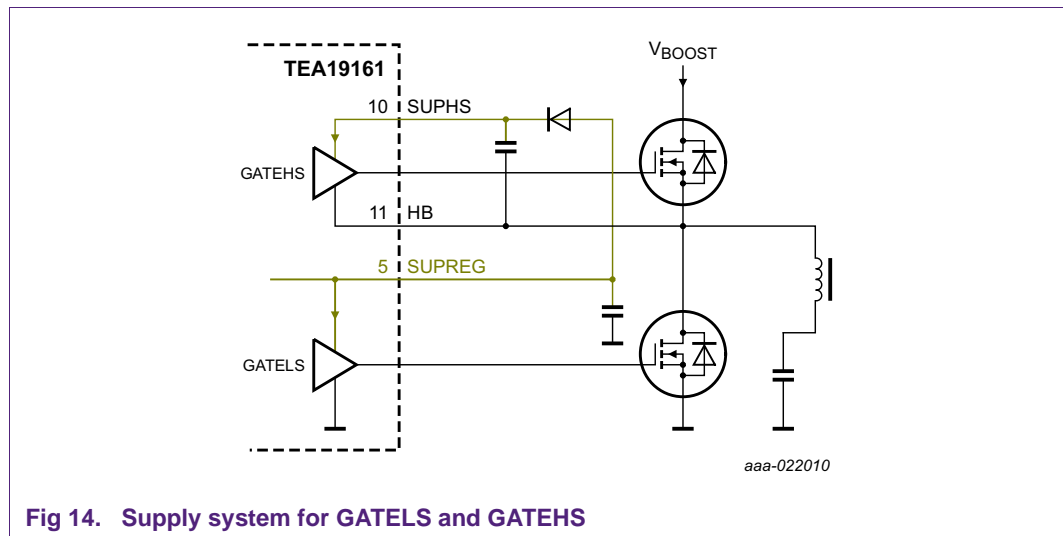 V_BOOST
TEA19161
10 SUPHS
GATEHS
11 HB
5 SUPREG
GATELS
aaa-022010
Fig 14. Supply system for GATELS and GATEHS